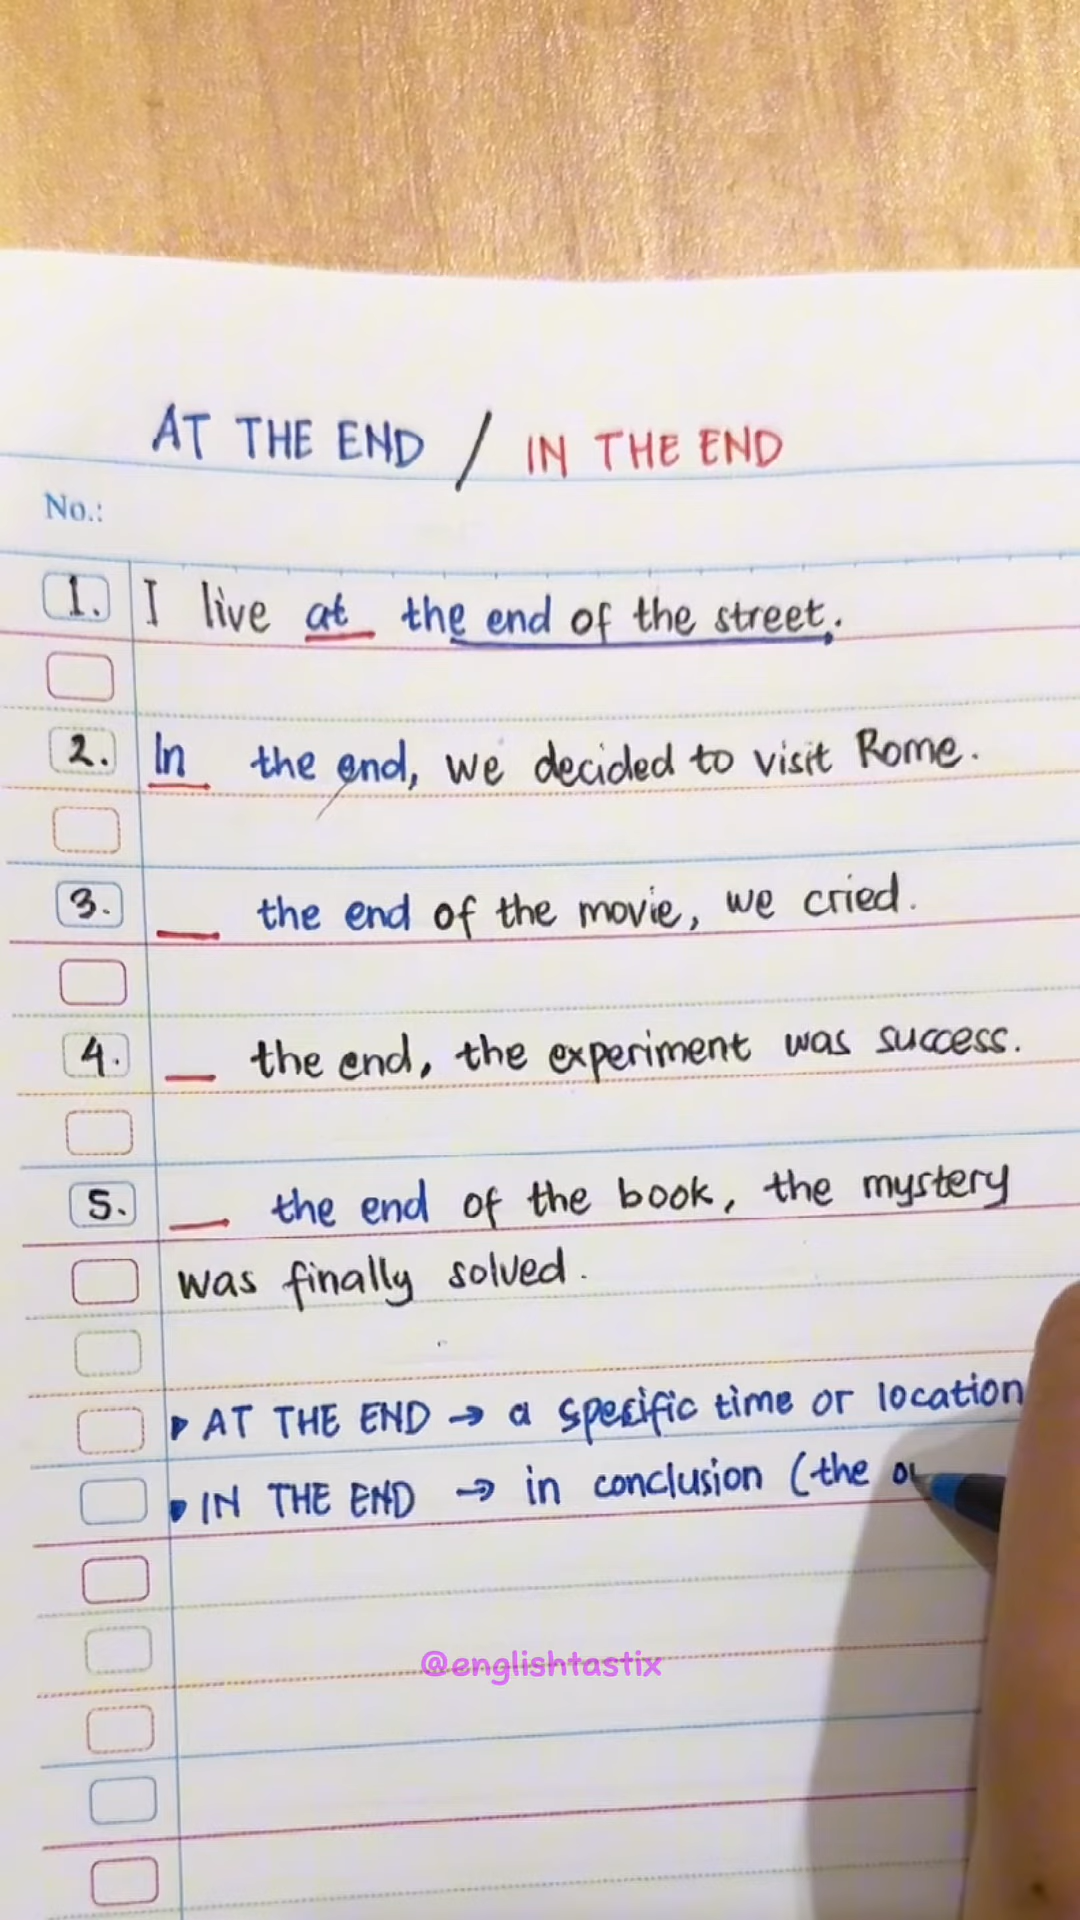 AT THE END / IN THE END
No.:
1. I live at the end of the street.
2. In the end, we decided to visit Rome.
3. __ the end of the movie, we cried.
4. __ the end, the experiment was success.
5. __ the end of the book, the mystery
was finally solved.
▸ AT THE END → a specific time or location
▸ IN THE END → in conclusion (the
@englishtastix